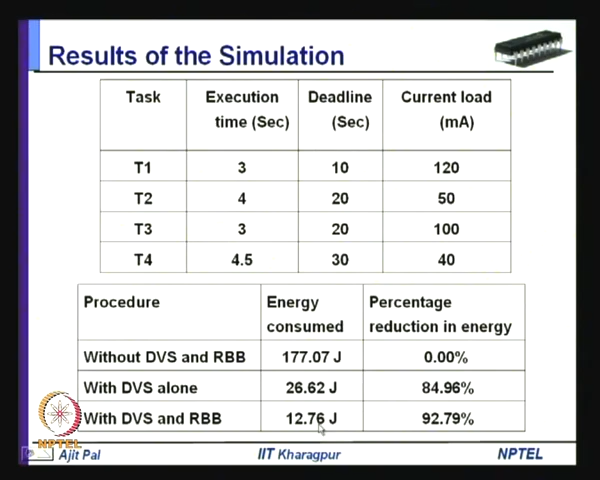 Results of the Simulation
Task Execution time (Sec) Deadline (Sec) Current load (mA)
T1 3 10 120
T2 4 20 50
T3 3 20 100
T4 4.5 30 40
Procedure Energy consumed Percentage reduction in energy
Without DVS and RBB 177.07 J 0.00%
With DVS alone 26.62 J 84.96%
With DVS and RBB 12.76 J 92.79%
NPTEL
Ajit Pal IIT Kharagpur NPTEL